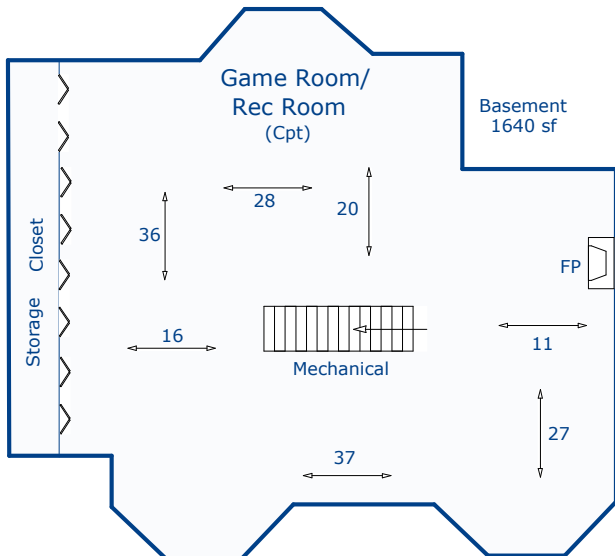 Game Room/
Rec Room
(Cpt)
Basement
1640 sf
28
20
36
Storage Closet
FP
16
11
Mechanical
27
37